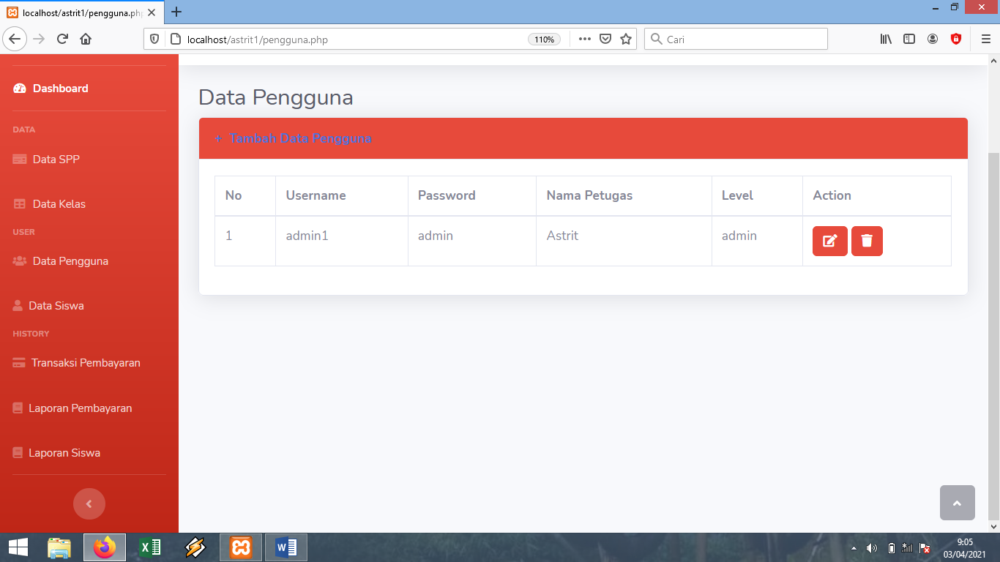 localhost/astrit1/pengguna.php
localhost/astrit1/pengguna.php
110%
Cari
Dashboard
DATA
Data SPP
Data Kelas
USER
Data Pengguna
Data Siswa
HISTORY
Transaksi Pembayaran
Laporan Pembayaran
Laporan Siswa
Data Pengguna
+ Tambah Data Pengguna
No Username Password Nama Petugas Level Action
1 admin1 admin Astrit admin
9:05
03/04/2021